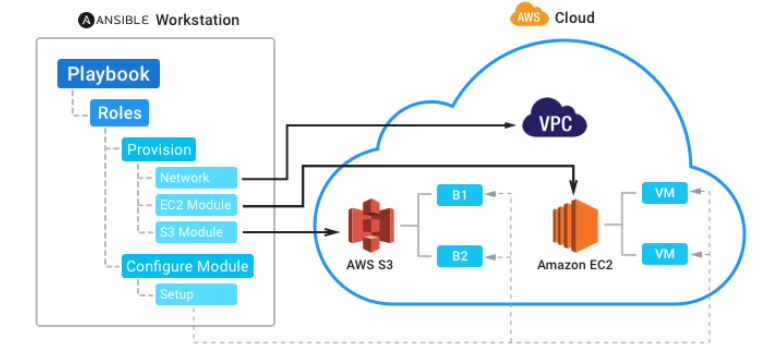 ANSIBLE Workstation
AWS Cloud
Playbook
Roles
Provision
Network
EC2 Module
S3 Module
Configure Module
Setup
VPC
AWS S3
B1
B2
Amazon EC2
VM
VM